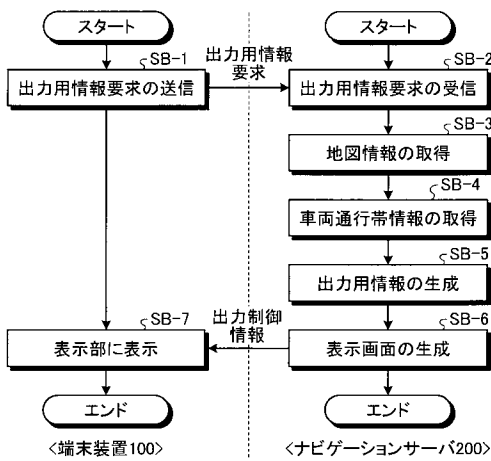 スタート
スタート
SB-1
出力用情報要求の送信
出力用情報
要求
SB-2
出力用情報要求の受信
SB-3
地図情報の取得
SB-4
車両通行帯情報の取得
SB-5
出力用情報の生成
SB-7
表示部に表示
出力制御
情報
SB-6
表示画面の生成
エンド
エンド
<端末装置100>
<ナビゲーションサーバ200>